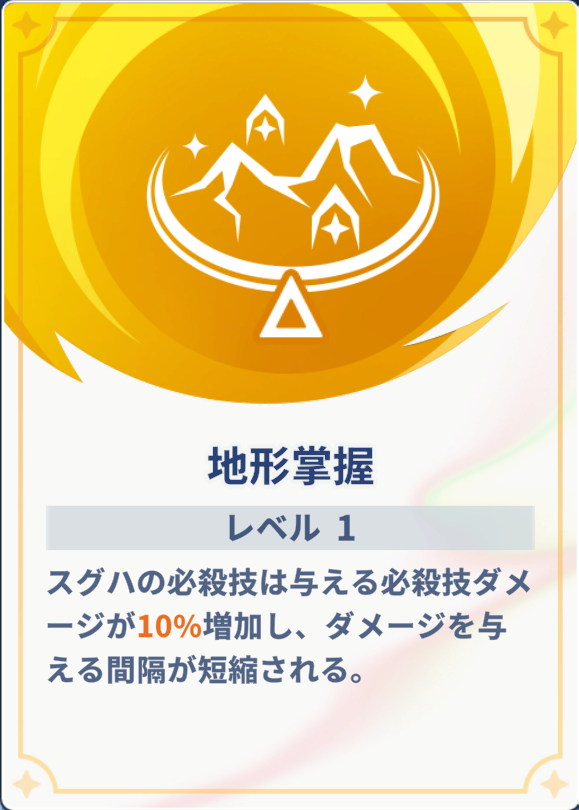 地形掌握
レベル 1
スグハの必殺技は与える必殺技ダメ
ージが10%増加し、ダメージを与
える間隔が短縮される。